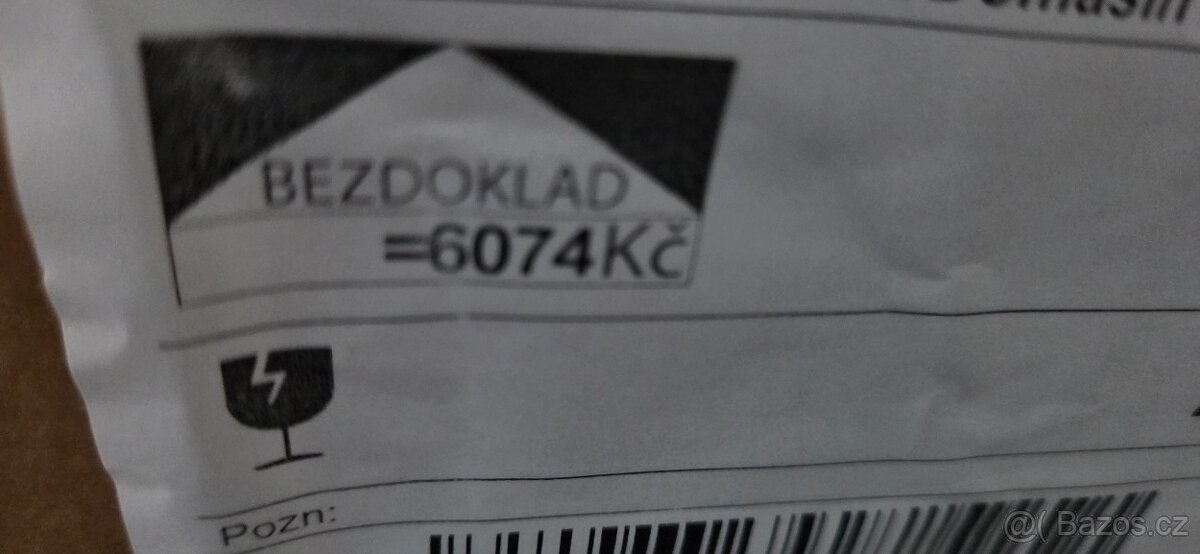 BEZDOKLAD
=6074Kč
Pozn:
@( Bazos.cz